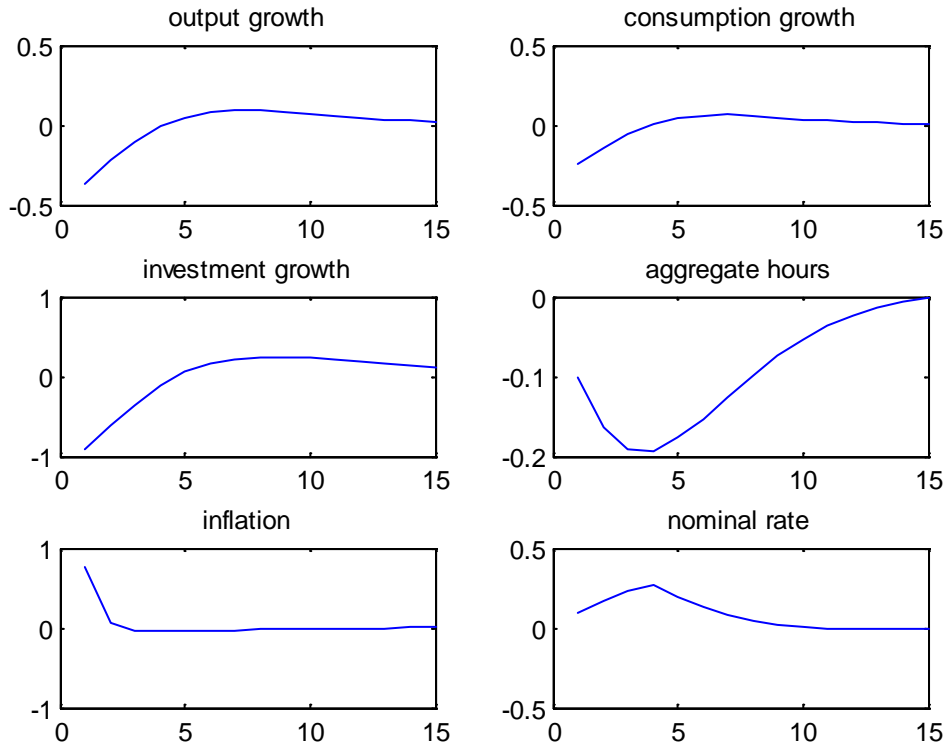 output growth
0.5
0
-0.5
0 5 10 15
consumption growth
0.5
0
-0.5
0 5 10 15
investment growth
1
0
-1
0 5 10 15
aggregate hours
0
-0.1
-0.2
0 5 10 15
inflation
1
0
-1
0 5 10 15
nominal rate
0.5
0
-0.5
0 5 10 15